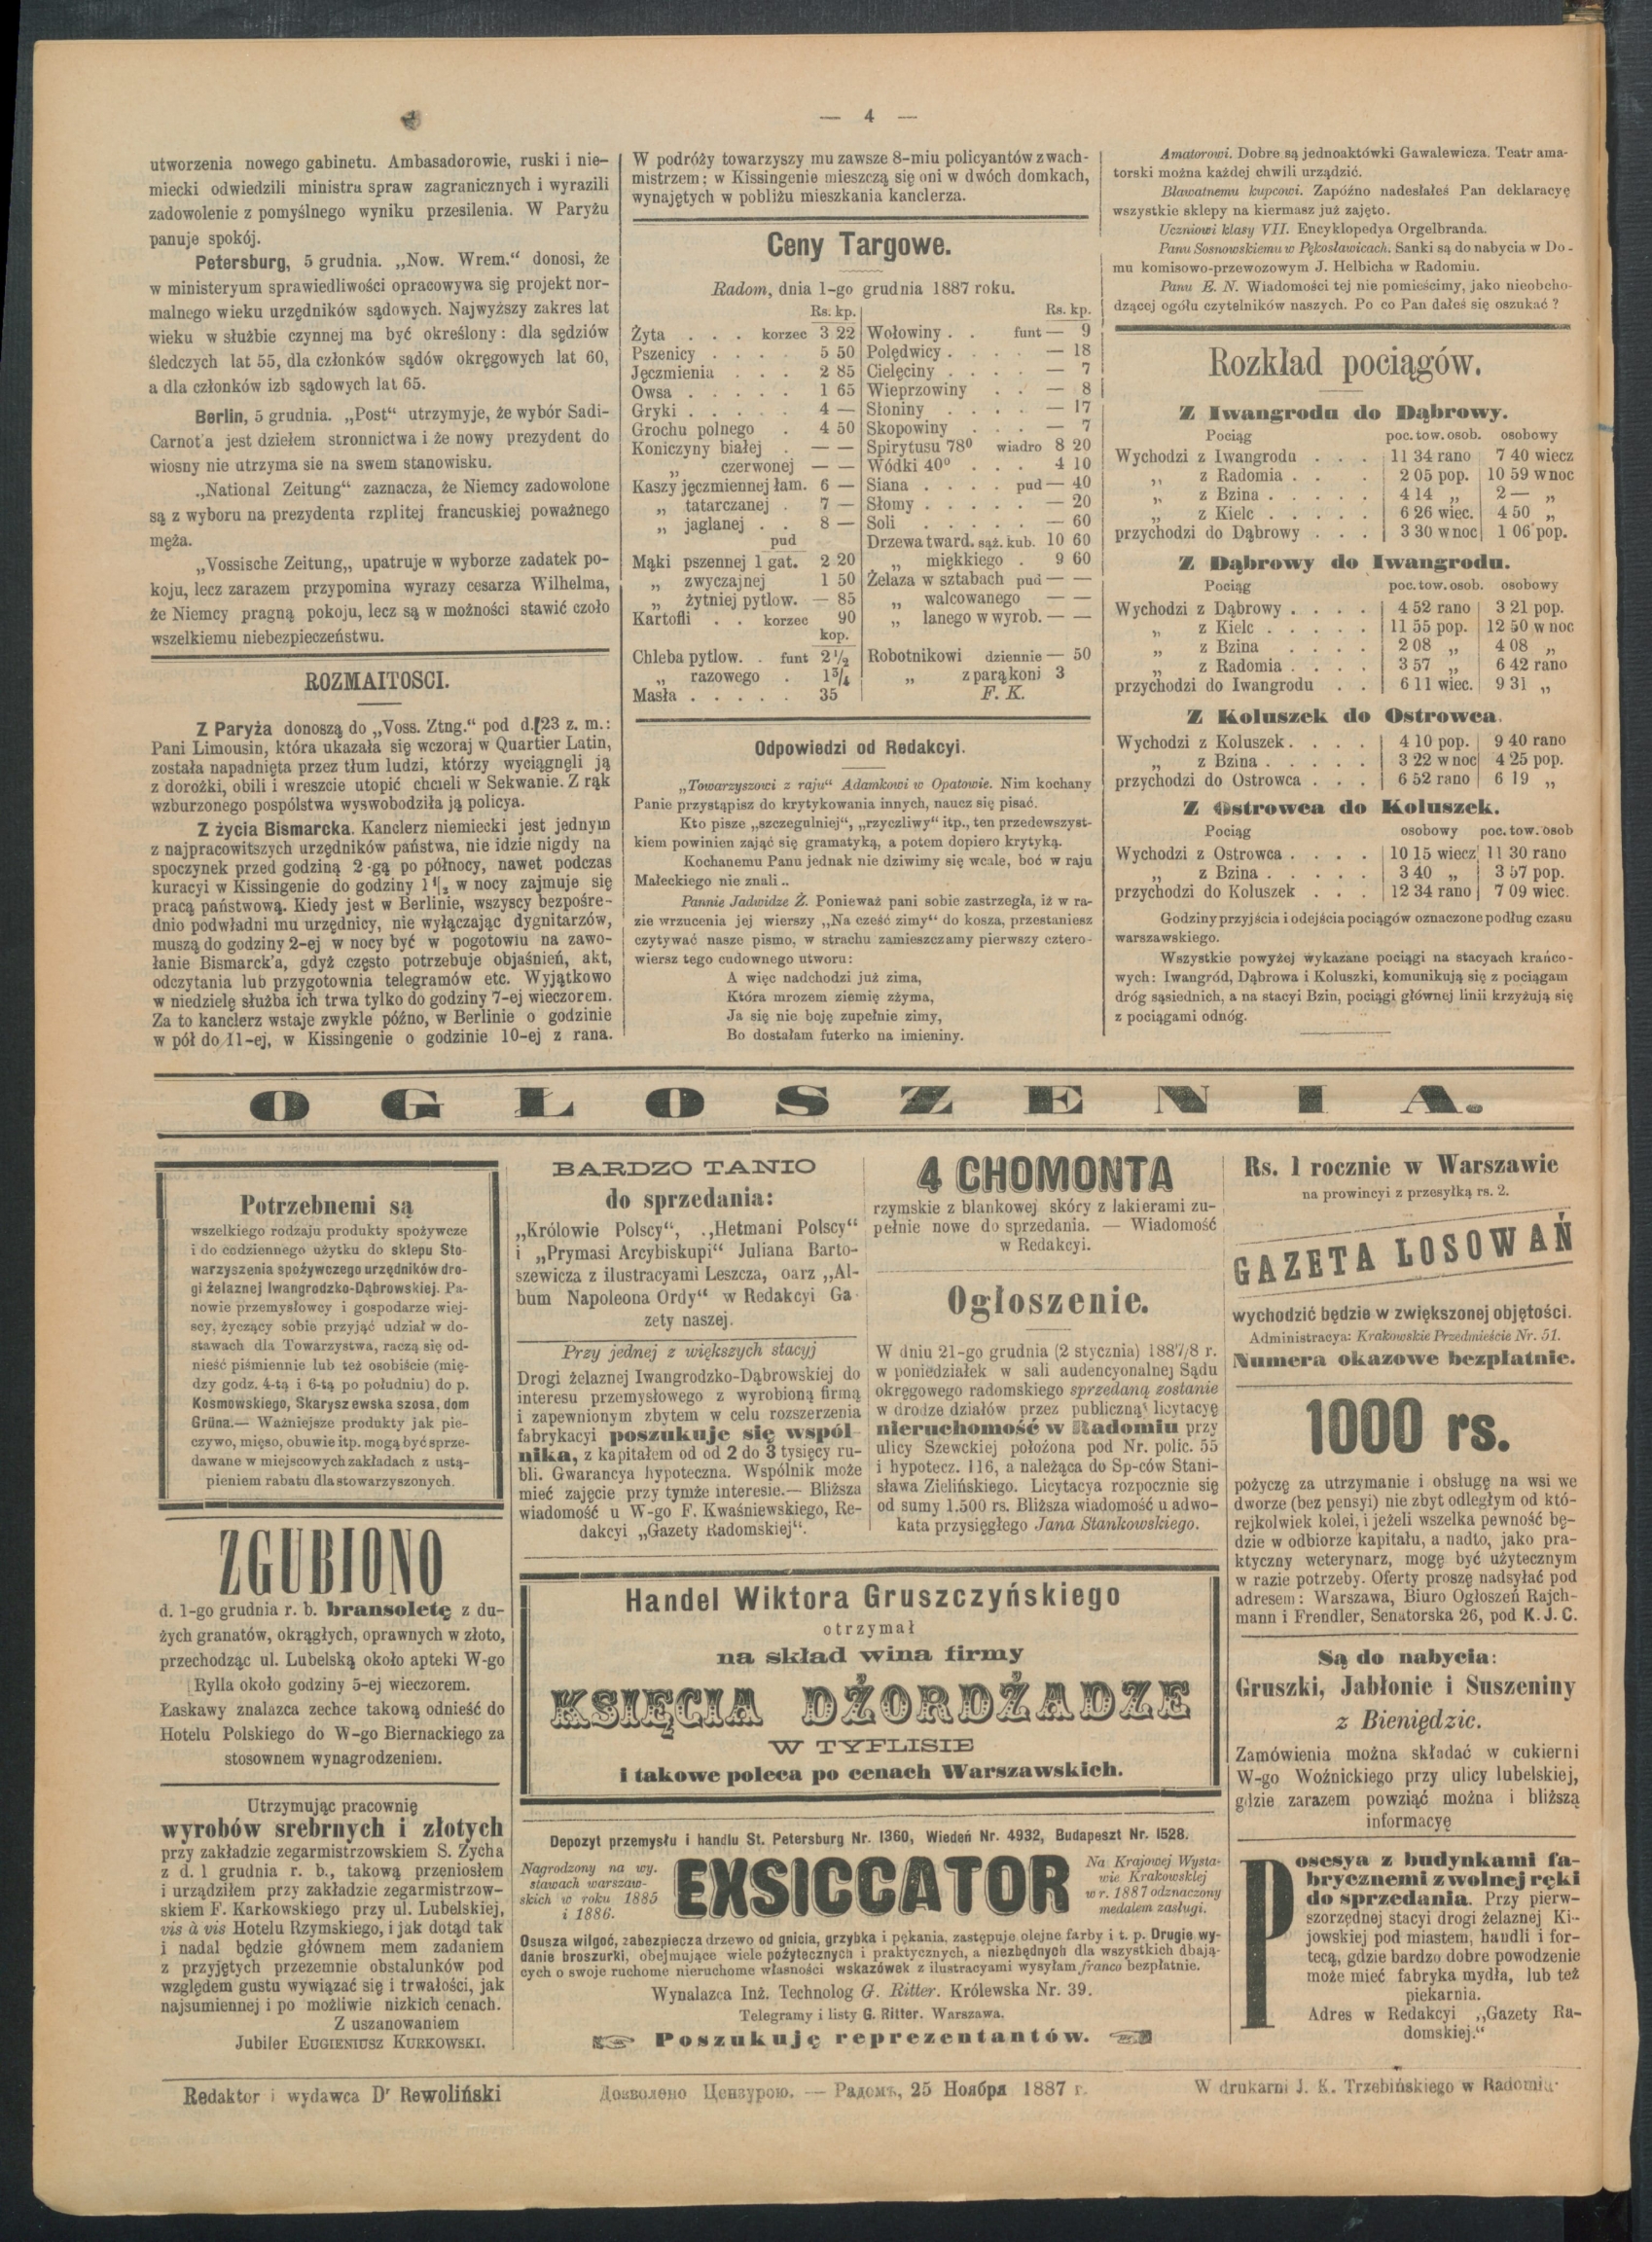 — 4 —
utworzenia nowego gabinetu. Ambasadorowie, ruski i nie-
miecki odwiedzili ministra spraw zagranicznych i wyrazili
zadowolenie z pomyślnego wyniku przesilenia. W Paryżu
panuje spokój.
Petersburg, 5 grudnia. „Now. Wrem.“ donosi, że
w ministeryum sprawiedliwości opracowywa się projekt nor-
malnego wieku urzędników sądowych. Najwyższy zakres lat
wieku w służbie czynnej ma być określony: dla sędziów
śledczych lat 55, dla członków sądów okręgowych lat 60,
a dla członków izb sądowych lat 65.
Berlin, 5 grudnia. „Post“ utrzymyje, że wybór Sadi-
Carnot'a jest dziełem stronnictwa i że nowy prezydent do
wiosny nie utrzyma sie na swem stanowisku.
„National Zeitung“ zaznacza, że Niemcy zadowolone
są z wyboru na prezydenta rzplitej francuskiej poważnego
męża.
„Vossische Zeitung„ upatruje w wyborze zadatek po-
koju, lecz zarazem przypomina wyrazy cesarza Wilhelma,
że Niemcy pragną pokoju, lecz są w możności stawić czoło
wszelkiemu niebezpieczeństwu.
ROZMAITOSCI.
Z Paryża donoszą do „Voss. Ztng.“ pod d. 23 z. m.:
Pani Limousin, która ukazała się wczoraj w Quartier Latin,
została napadnięta przez tłum ludzi, którzy wyciągnęli ją
z dorożki, obili i wreszcie utopić chcieli w Sekwanie. Z rąk
wzburzonego pospólstwa wyswobodziła ją policya.
Z życia Bismarcka. Kanclerz niemiecki jest jednym
z najpracowitszych urzędników państwa, nie idzie nigdy na
spoczynek przed godziną 2-gą po północy, nawet podczas
kuracyi w Kissingenie do godziny 1½ w nocy zajmuje się
pracą państwową. Kiedy jest w Berlinie, wszyscy bezpośre-
dnio podwładni mu urzędnicy, nie wyłączając dygnitarzów,
muszą do godziny 2-ej w nocy być w pogotowiu na zawo-
łanie Bismarck'a, gdyż często potrzebuje objaśnień, akt,
odczytania lub przygotownia telegramów etc. Wyjątkowo
w niedzielę służba ich trwa tylko do godziny 7-ej wieczorem.
Za to kanclerz wstaje zwykle późno, w Berlinie o godzinie
w pół do 11-ej, w Kissingenie o godzinie 10-ej z rana.
W podróży towarzyszy mu zawsze 8-miu policyantów z wach-
mistrzem; w Kissingenie mieszczą się oni w dwóch domkach,
wynajętych w pobliżu mieszkania kanclerza.
Ceny Targowe.
Radom, dnia 1-go grudnia 1887 roku.
Rs. kp.
Żyta . . . korzec 3 22
Pszenicy . . . . 5 50
Jęczmienia . . . 2 85
Owsa . . . . . 1 65
Gryki . . . . . 4 —
Grochu polnego . 4 50
Koniczyny białej . — —
„ czerwonej — —
Kaszy jęczmiennej łam. 6 —
„ tatarczanej . 7 —
„ jaglanej . . 8 —
pud
Mąki pszennej 1 gat. 2 20
„ zwyczajnej 1 50
„ żytniej pytlow. — 85
Kartofli . . korzec 90
kop.
Chleba pytlow. . funt 2½
„ razowego . 1¾
Masła . . . . . 35
Rs. kp.
Wołowiny . . funt — 9
Polędwicy . . . . — 18
Cielęciny . . . . — 7
Wieprzowiny . . — 8
Słoniny . . . . — 17
Skopowiny . . . — 7
Spirytusu 78⁰ wiadro 8 20
Wódki 40⁰ . . . 4 10
Siana . . . . pud — 40
Słomy . . . . . — 20
Soli . . . . . — 60
Drzewa tward. sąż. kub. 10 60
„ miękkiego . 9 60
Żelaza w sztabach pud — —
„ walcowanego — —
„ lanego w wyrob. — —
Robotnikowi dziennie — 50
„ z parą koni 3
F. K.
Odpowiedzi od Redakcyi.
„Towarzyszowi z raju“ Adamkowi w Opatowie. Nim kochany
Panie przystąpisz do krytykowania innych, naucz się pisać.
Kto pisze „szczegulniej“, „rzyczliwy“ itp., ten przedewszyst-
kiem powinien zająć się gramatyką, a potem dopiero krytyką.
Kochanemu Panu jednak nie dziwimy się wcale, boć w raju
Małeckiego nie znali ..
Pannie Jadwidze Ż. Ponieważ pani sobie zastrzegła, iż w ra-
zie wrzucenia jej wierszy „Na cześć zimy“ do kosza, przestaniesz
czytywać nasze pismo, w strachu zamieszczamy pierwszy cztero-
wiersz tego cudownego utworu:
A więc nadchodzi już zima,
Która mrozem ziemię zżyma,
Ja się nie boję zupełnie zimy,
Bo dostałam futerko na imieniny.
Amatorowi. Dobre są jednoaktówki Gawalewicza. Teatr ama-
torski można każdej chwili urządzić.
Bławatnemu kupcowi. Zapóźno nadesłałeś Pan deklaracyę
wszystkie sklepy na kiermasz już zajęto.
Uczniowi klasy VII. Encyklopedya Orgelbranda.
Panu Sosnowskiemu w Pękosławicach. Sanki są do nabycia w Do-
mu komisowo-przewozowym J. Helbicha w Radomiu.
Panu E. N. Wiadomości tej nie pomieścimy, jako nieobcho-
dzącej ogółu czytelników naszych. Po co Pan dałeś się oszukać ?
Rozkład pociągów.
Z Iwangrodu do Dąbrowy.
Pociąg poc. tow. osob. osobowy
Wychodzi z Iwangrodu . . . 11 34 rano 7 40 wiecz
„ z Radomia . . . 2 05 pop. 10 59 w noc
„ z Bzina . . . . . 4 14 „ 2 — „
„ z Kielc . . . . . 6 26 wiec. 4 50 „
przychodzi do Dąbrowy . . . 3 30 w noc 1 06 pop.
Z Dąbrowy do Iwangrodu.
Pociąg poc. tow. osob. osobowy
Wychodzi z Dąbrowy . . . . 4 52 rano 3 21 pop.
„ z Kielc . . . . . 11 55 pop. 12 50 w noc
„ z Bzina . . . . 2 08 „ 4 08 „
„ z Radomia . . . . 3 57 „ 6 42 rano
przychodzi do Iwangrodu . . 6 11 wiec. 9 31 „
Z Koluszek do Ostrowca.
Wychodzi z Koluszek . . . . 4 10 pop. 9 40 rano
„ z Bzina . . . . . 3 22 w noc 4 25 pop.
przychodzi do Ostrowca . . . 6 52 rano 6 19 „
Z Ostrowca do Koluszek.
Pociąg osobowy poc. tow. osob
Wychodzi z Ostrowca . . . . 10 15 wiecz 11 30 rano
„ z Bzina . . . . . 3 40 „ 3 57 pop.
przychodzi do Koluszek . . . 12 34 rano 7 09 wiec.
Godziny przyjścia i odejścia pociągów oznaczone podług czasu
warszawskiego.
Wszystkie powyżej wykazane pociągi na stacyach krańco-
wych: Iwangród, Dąbrowa i Koluszki, komunikują się z pociągam
dróg sąsiednich, a na stacyi Bzin, pociągi głównej linii krzyżują się
z pociągami odnóg.
OGŁOSZENIA.
Potrzebnemi są
wszelkiego rodzaju produkty spożywcze
i do codziennego użytku do sklepu Sto-
warzyszenia spożywczego urzędników dro-
gi żelaznej Iwangrodzko-Dąbrowskiej. Pa-
nowie przemysłowcy i gospodarze wiej-
scy, życzący sobie przyjąć udział w do-
stawach dla Towarzystwa, raczą się od-
nieść piśmiennie lub też osobiście (mię-
dzy godz. 4-tą i 6-tą po południu) do p.
Kosmowskiego, Skaryszewska szosa, dom
Grüna.— Ważniejsze produkty jak pie-
czywo, mięso, obuwie itp. mogą być sprze-
dawane w miejscowych zakładach z ustą-
pieniem rabatu dla stowarzyszonych.
ZGUBIONO
d. 1-go grudnia r. b. bransoletę z du-
żych granatów, okrągłych, oprawnych w złoto,
przechodząc ul. Lubelską około apteki W-go
Rylla około godziny 5-ej wieczorem.
Łaskawy znalazca zechce takową odnieść do
Hotelu Polskiego do W-go Biernackiego za
stosownem wynagrodzeniem.
Utrzymując pracownię
wyrobów srebrnych i złotych
przy zakładzie zegarmistrzowskiem S. Zycha
z d. 1 grudnia r. b., takową przeniosłem
i urządziłem przy zakładzie zegarmistrzow-
skiem F. Karkowskiego przy ul. Lubelskiej,
vis à vis Hotelu Rzymskiego, i jak dotąd tak
i nadal będzie głównem mem zadaniem
z przyjętych przezemnie obstalunków pod
względem gustu wywiązać się i trwałości, jak
najsumiennej i po możliwie nizkich cenach.
Z uszanowaniem
Jubiler EUGIENIUSZ KURKOWSKI.
BARDZO TANIO
do sprzedania:
„Królowie Polscy“, „Hetmani Polscy“
i „Prymasi Arcybiskupi“ Juliana Barto-
szewicza z ilustracyami Leszcza, oarz „Al-
bum Napoleona Ordy“ w Redakcyi Ga-
zety naszej.
Przy jednej z większych stacyj
Drogi żelaznej Iwangrodzko-Dąbrowskiej do
interesu przemysłowego z wyrobioną firmą
i zapewnionym zbytem w celu rozszerzenia
fabrykacyi poszukuje się wspól-
nika, z kapitałem od od 2 do 3 tysięcy ru-
bli. Gwarancya hypoteczna. Wspólnik może
mieć zajęcie przy tymże interesie.— Bliższa
wiadomość u W-go F. Kwaśniewskiego, Re-
dakcyi „Gazety Radomskiej“.
4 CHOMONTA
rzymskie z blankowej skóry z lakierami zu-
pełnie nowe do sprzedania. — Wiadomość
w Redakcyi.
Ogłoszenie.
W dniu 21-go grudnia (2 stycznia) 1887/8 r.
w poniedziałek w sali audencyonalnej Sądu
okręgowego radomskiego sprzedaną zostanie
w drodze działów przez publiczną licytacyę
nieruchomość w Radomiu przy
ulicy Szewckiej położona pod Nr. polic. 55
i hypotecz. 116, a należąca do Sp-ców Stani-
sława Zielińskiego. Licytacya rozpocznie się
od sumy 1.500 rs. Bliższa wiadomość u adwo-
kata przysięgłego Jana Stankowskiego.
Handel Wiktora Gruszczyńskiego
otrzymał
na skład wina firmy
KSIĘCIA DŻORDŻADZE
W TYFLISIE
i takowe poleca po cenach Warszawskich.
Depozyt przemysłu i handlu St. Petersburg Nr. 1360, Wiedeń Nr. 4932, Budapeszt Nr. 1528.
Nagrodzony na wy-
stawach warszaw-
skich w roku 1885
i 1886.
EXSICCATOR
Na Krajowej Wysta-
wie Krakowskiej
w r. 1887 odznaczony
medalem zasługi.
Osusza wilgoć, zabezpiecza drzewo od gnicia, grzybka i pękania, zastępuje olejne farby i t. p. Drugie wy-
danie broszurki, obejmujące wiele pożytecznych i praktycznych, a niezbędnych dla wszystkich dbają-
cych o swoje ruchome nieruchome własności wskazówek z ilustracyami wysyłam franco bezpłatnie.
Wynalazca Inż. Technolog G. Ritter. Królewska Nr. 39.
Telegramy i listy G. Ritter. Warszawa.
Poszukuję reprezentantów.
Rs. 1 rocznie w Warszawie
na prowincyi z przesyłką rs. 2.
GAZETA LOSOWAŃ
wychodzić będzie w zwiększonej objętości.
Administracya: Krakowskie Przedmieście Nr. 51.
Numera okazowe bezpłatnie.
1000 rs.
pożyczę za utrzymanie i obsługę na wsi we
dworze (bez pensyi) nie zbyt odległym od któ-
rejkolwiek kolei, i jeżeli wszelka pewność bę-
dzie w odbiorze kapitału, a nadto, jako pra-
ktyczny weterynarz, mogę być użytecznym
w razie potrzeby. Oferty proszę nadsyłać pod
adresem: Warszawa, Biuro Ogłoszeń Rajch-
mann i Frendler, Senatorska 26, pod K. J. C.
Są do nabycia:
Gruszki, Jabłonie i Suszeniny
z Bieniędzic.
Zamówienia można składać w cukierni
W-go Woźnickiego przy ulicy lubelskiej,
gdzie zarazem powziąć można i bliższą
informacyę
Posesya z budynkami fa-
brycznemi z wolnej ręki
do sprzedania. Przy pierw-
szorzędnej stacyi drogi żelaznej Ki-
jowskiej pod miastem, handli i for-
tecą, gdzie bardzo dobre powodzenie
może mieć fabryka mydła, lub też
piekarnia.
Adres w Redakcyi „Gazety Ra-
domskiej.“
Redaktor i wydawca Dr Rewoliński
Дозволено Цензурою. — Радомъ, 25 Ноября 1887 г.
W drukarni J. K. Trzebińskiego w Radomiu